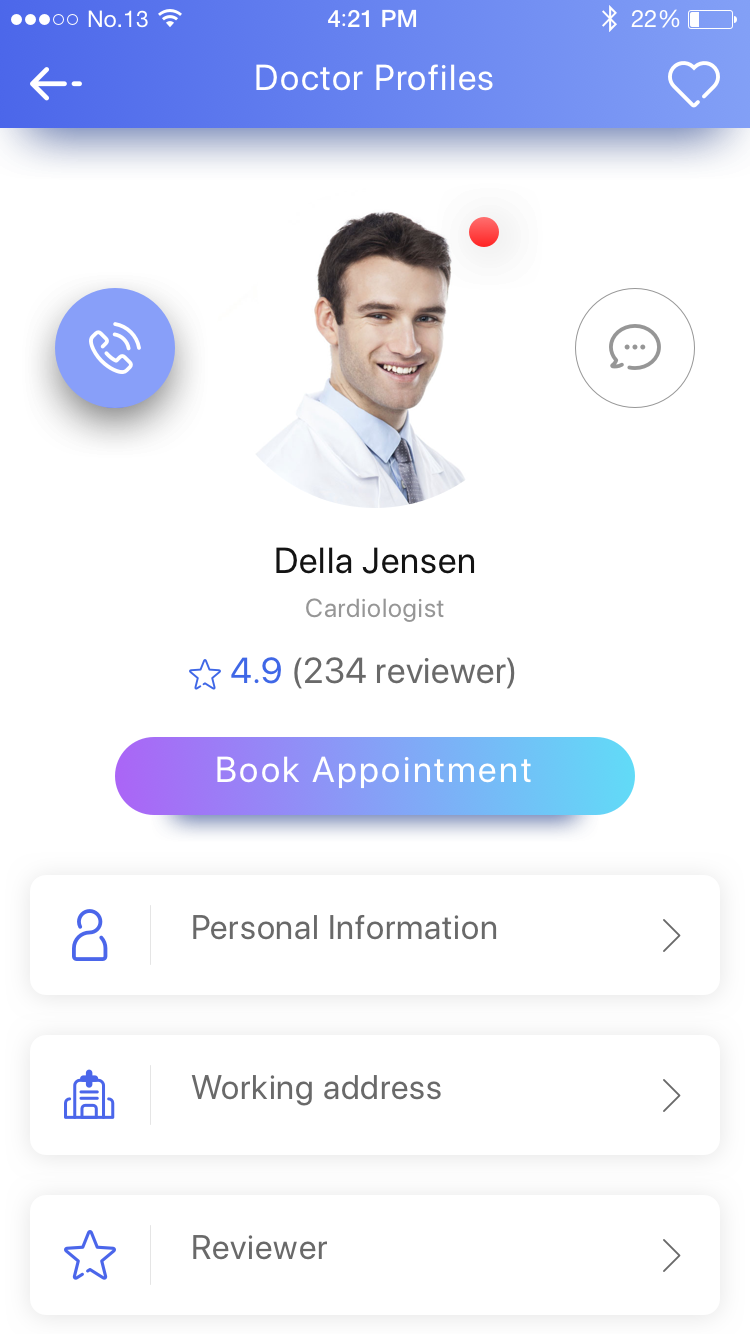 No.13 4:21 PM 22%
Doctor Profiles
Della Jensen
Cardiologist
4.9 (234 reviewer)
Book Appointment
Personal Information
Working address
Reviewer